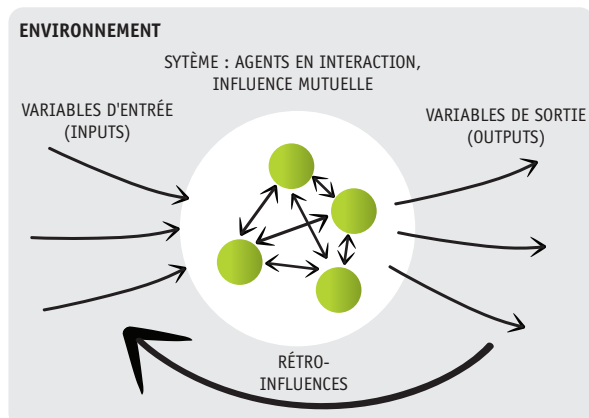 ENVIRONNEMENT
SYTÈME : AGENTS EN INTERACTION,
INFLUENCE MUTUELLE
VARIABLES D'ENTRÉE
(INPUTS)
VARIABLES DE SORTIE
(OUTPUTS)
RÉTRO-
INFLUENCES